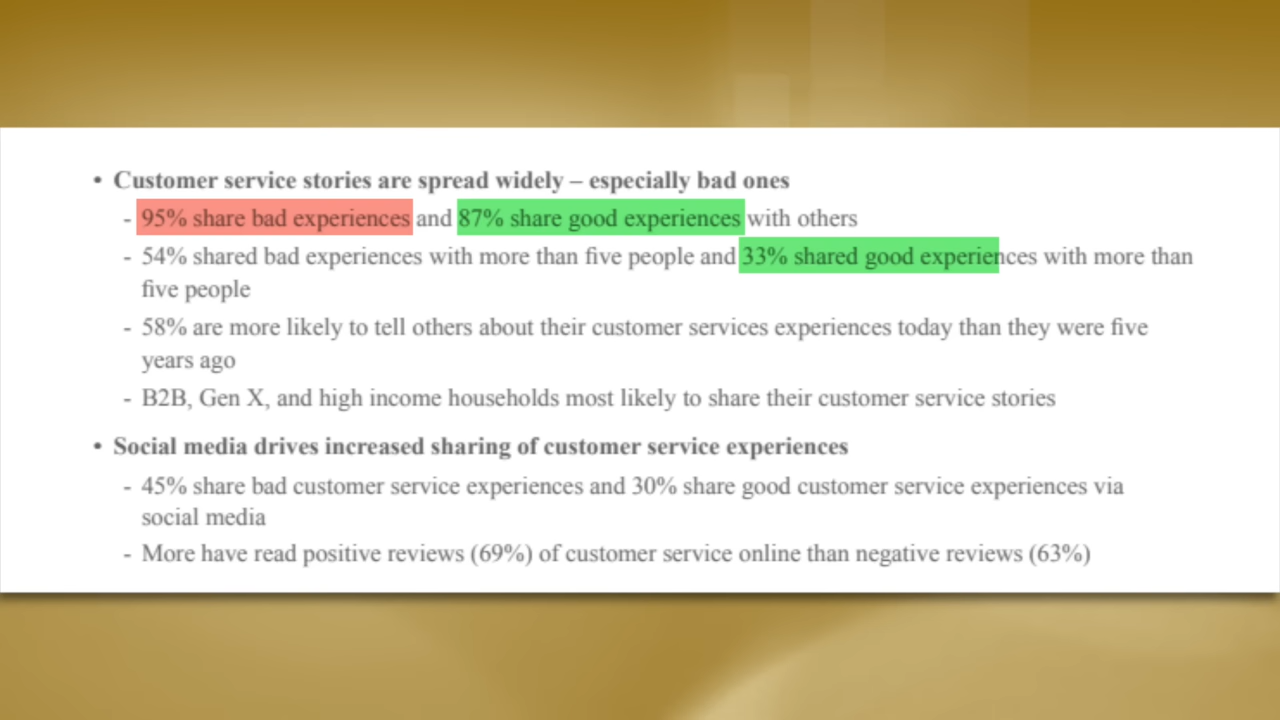 • Customer service stories are spread widely – especially bad ones
- 95% share bad experiences and 87% share good experiences with others
- 54% shared bad experiences with more than five people and 33% shared good experiences with more than
five people
- 58% are more likely to tell others about their customer services experiences today than they were five
years ago
- B2B, Gen X, and high income households most likely to share their customer service stories
• Social media drives increased sharing of customer service experiences
- 45% share bad customer service experiences and 30% share good customer service experiences via
social media
- More have read positive reviews (69%) of customer service online than negative reviews (63%)